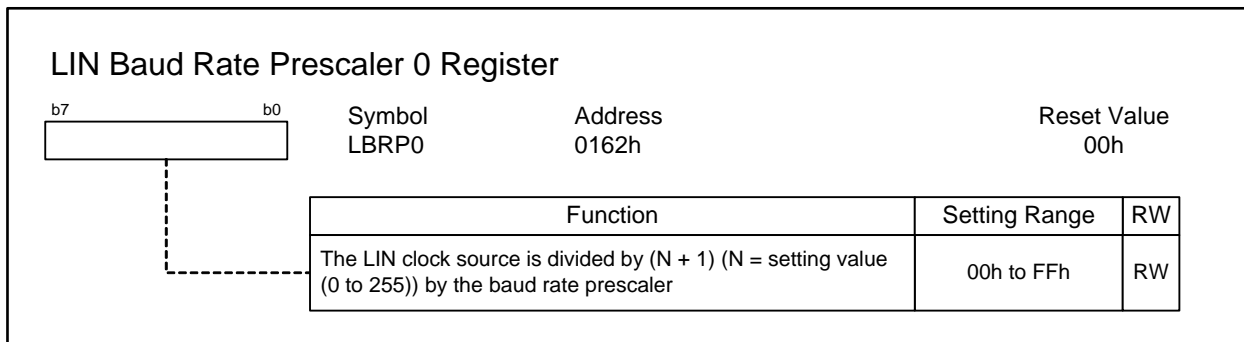 LIN Baud Rate Prescaler 0 Register
b7 b0 Symbol Address Reset Value
LBRP0 0162h 00h
Function Setting Range RW
The LIN clock source is divided by (N + 1) (N = setting value
(0 to 255)) by the baud rate prescaler
00h to FFh RW